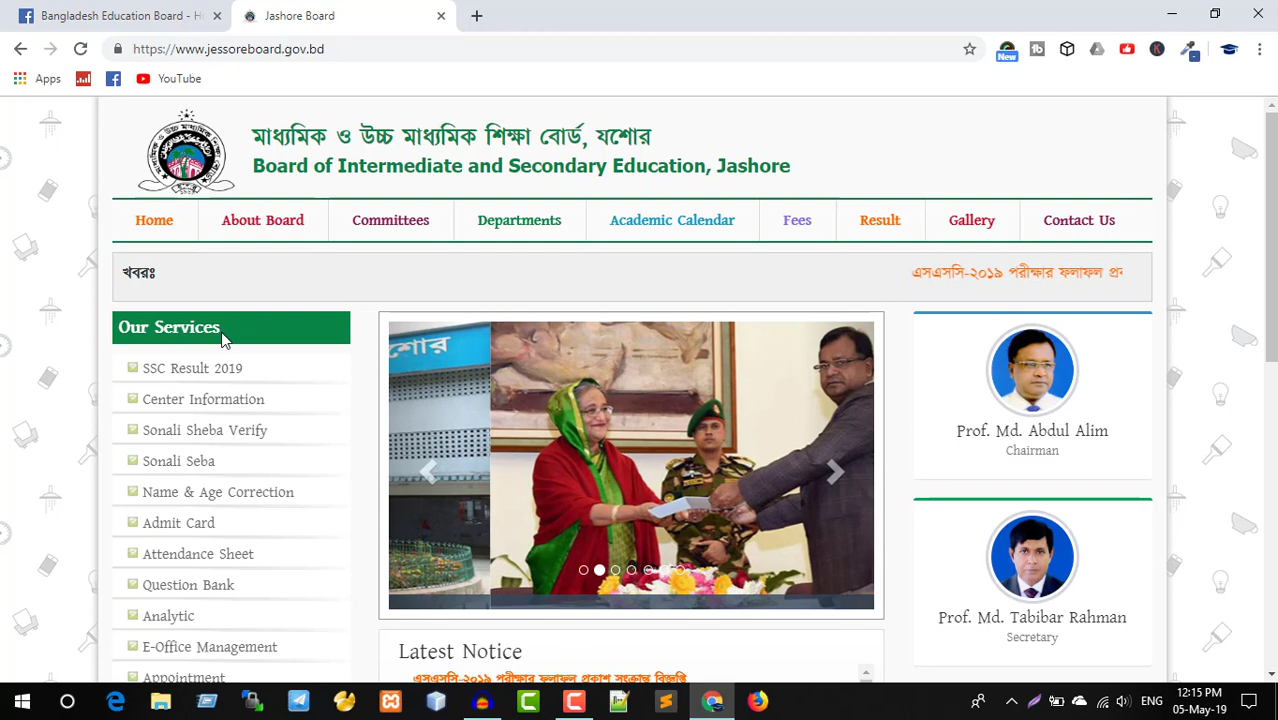 Bangladesh Education Board - H
Jashore Board
https://www.jessoreboard.gov.bd
New
Apps
YouTube
মাধ্যমিক ও উচ্চ মাধ্যমিক শিক্ষা বোর্ড, যশোর
Board of Intermediate and Secondary Education, Jashore
Home
About Board
Committees
Departments
Academic Calendar
Fees
Result
Gallery
Contact Us
খবরঃ
এসএসসি-২০১৯ পরীক্ষার ফলাফল প্র
Our Services
SSC Result 2019
Center Information
Sonali Sheba Verify
Sonali Seba
Name & Age Correction
Admit Card
Attendance Sheet
Question Bank
Analytic
E-Office Management
Appointment
শোর
Latest Notice
এসএসসি-২০১৯ পরীক্ষার ফলাফল প্রকাশ সংক্রান্ত বিজ্ঞপ্তি
Prof. Md. Abdul Alim
Chairman
Prof. Md. Tabibar Rahman
Secretary
ENG
12:15 PM
05-May-19